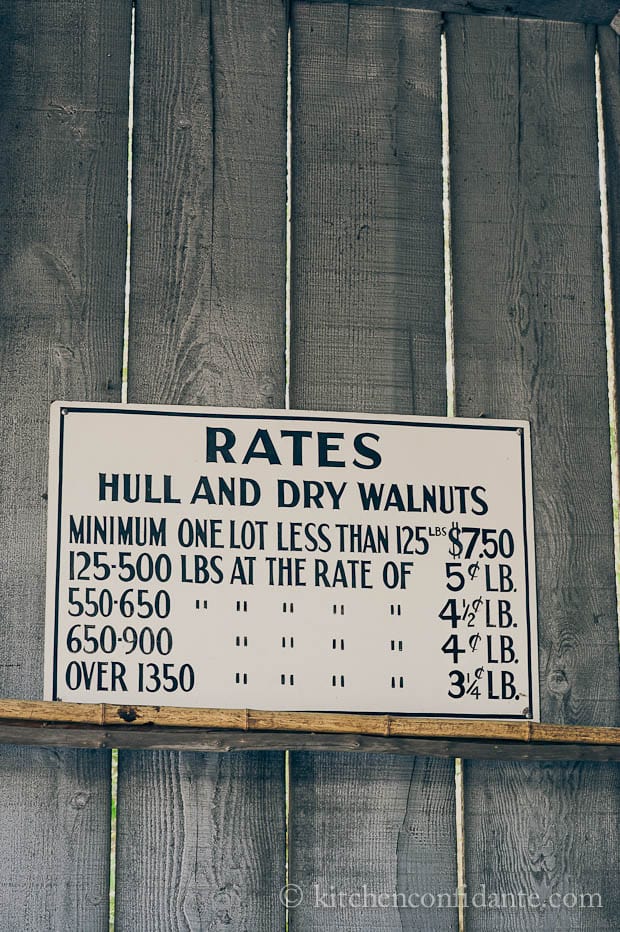 RATES
HULL AND DRY WALNUTS
MINIMUM ONE LOT LESS THAN 125 LBS $7.50
125-500 LBS AT THE RATE OF 5¢ LB.
550-650 " " " " " 4½¢ LB.
650-900 " " " " 4¢ LB.
OVER 1350 " " " " 3¼¢ LB.
© kitchenconfidante.com